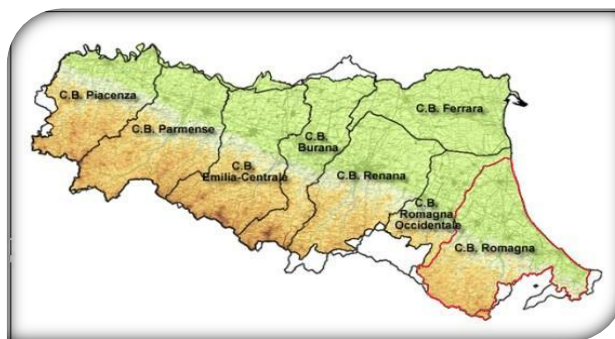 C.B. Piacenza
C.B. Parmense
C.B.
Emilia-Centrale
C.B.
Burana
C.B. Ferrara
C.B. Renana
C.B.
Romagna
Occidentale
C.B. Romagna